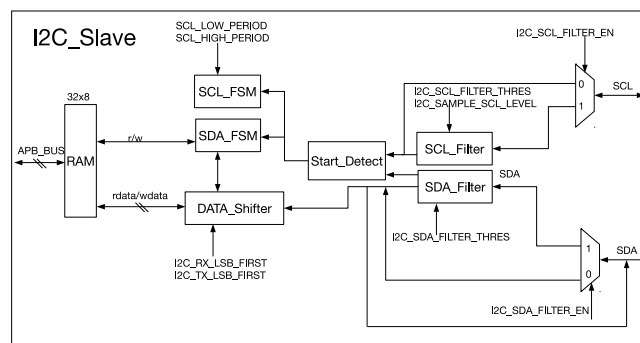 I2C_Slave
SCL_LOW_PERIOD
SCL_HIGH_PERIOD
I2C_SCL_FILTER_EN
SCL_FSM
32x8
I2C_SCL_FILTER_THRES
I2C_SAMPLE_SCL_LEVEL
0
1
SCL
APB_BUS
RAM
r/w
SDA_FSM
Start_Detect
SCL_Filter
SDA
SDA_Filter
rdata/wdata
DATA_Shifter
I2C_SDA_FILTER_THRES
I2C_RX_LSB_FIRST
I2C_TX_LSB_FIRST
1
0
SDA
I2C_SDA_FILTER_EN